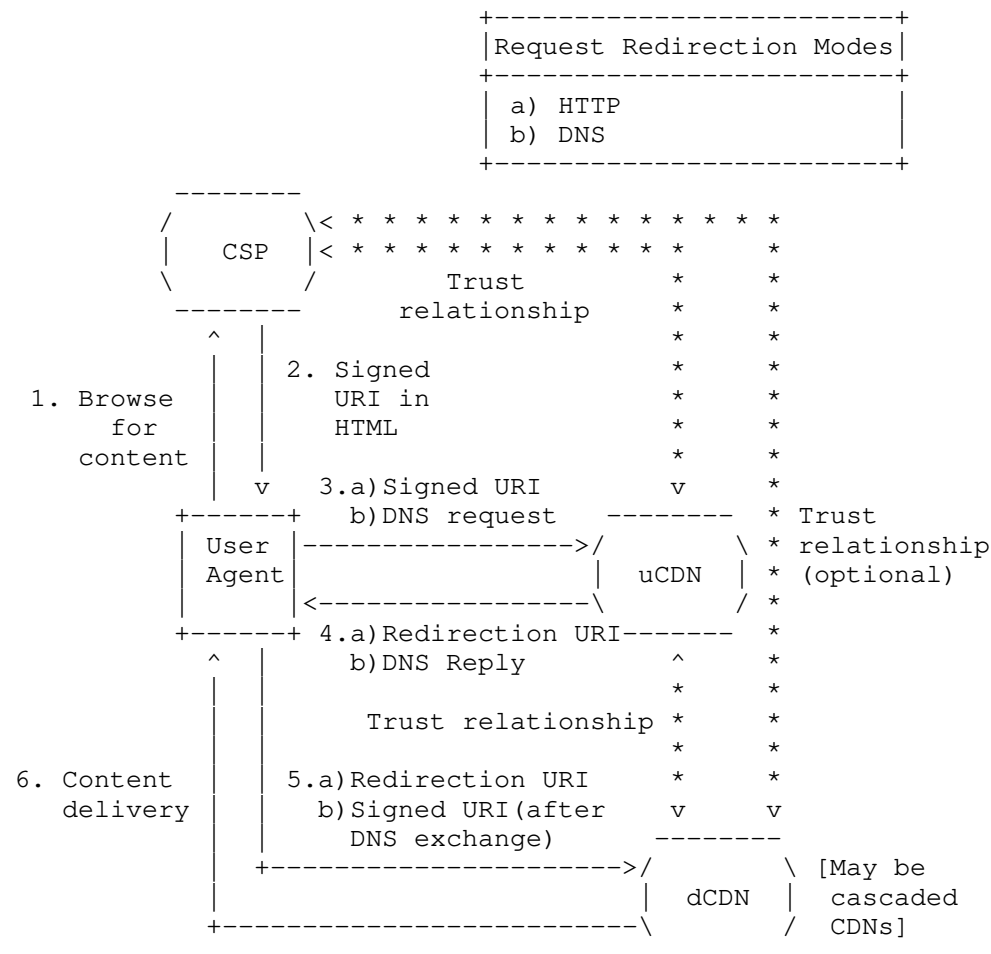 Request Redirection Modes
a) HTTP
b) DNS
CSP
Trust
relationship
2. Signed
URI in
HTML
1. Browse
for
content
3.a)Signed URI
b)DNS request
User
Agent
uCDN
Trust
relationship
(optional)
4.a)Redirection URI
b)DNS Reply
Trust relationship
6. Content
delivery
5.a)Redirection URI
b)Signed URI(after
DNS exchange)
dCDN
[May be
cascaded
CDNs]